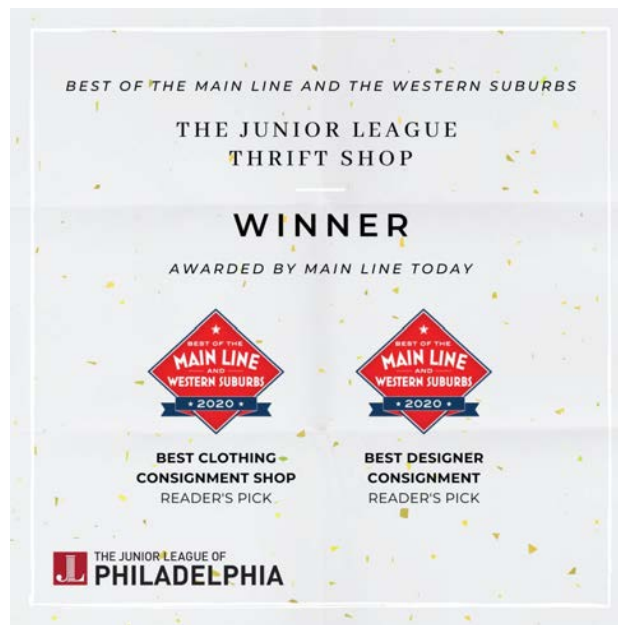 BEST OF THE MAIN LINE AND THE WESTERN SUBURBS
THE JUNIOR LEAGUE
THRIFT SHOP
WINNER
AWARDED BY MAIN LINE TODAY
BEST OF THE
MAIN LINE
AND
WESTERN SUBURBS
2020
BEST CLOTHING
CONSIGNMENT SHOP
READER'S PICK
BEST OF THE
MAIN LINE
AND
WESTERN SUBURBS
2020
BEST DESIGNER
CONSIGNMENT
READER'S PICK
JL THE JUNIOR LEAGUE OF
PHILADELPHIA